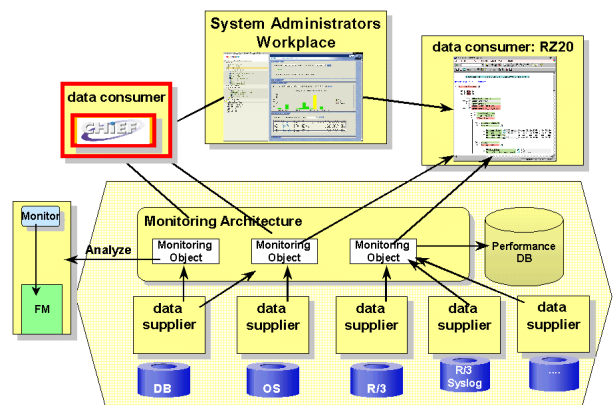 System Administrators
Workplace
data consumer: RZ20
data consumer
CHIEF
Monitoring Architecture
Monitor
Analyze
Monitoring
Object
Monitoring
Object
Monitoring
Object
Performance
DB
FM
data
supplier
data
supplier
data
supplier
data
supplier
data
supplier
DB
OS
R/3
R/3
Syslog
....